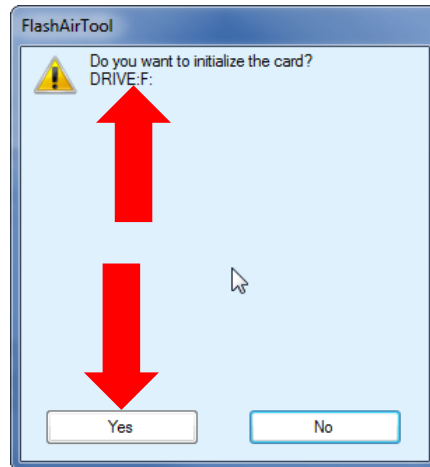 FlashAirTool
Do you want to initialize the card?
DRIVE:F:
Yes
No